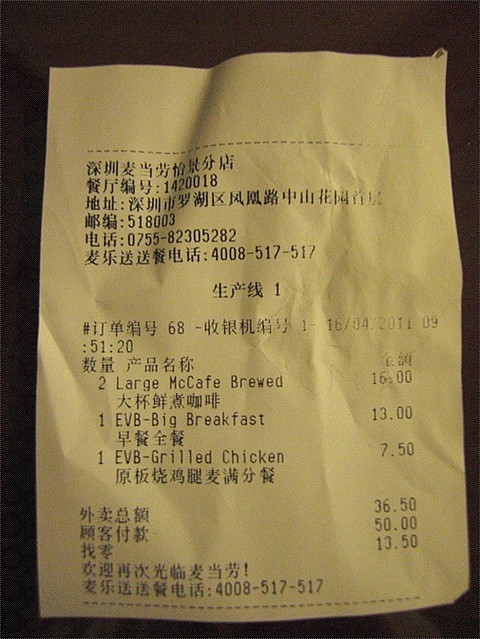 深圳麦当劳怡景分店
餐厅编号:1420018
地址:深圳市罗湖区凤凰路中山花园首层
邮编:518003
电话:0755-82305282
麦乐送送餐电话:4008-517-517
生产线 1
#订单编号 68 -收银机编号 1- 16/04/2011 09
:51:20
数量 产品名称 金额
2 Large McCafe Brewed 16.00
大杯鲜煮咖啡
1 EVB-Big Breakfast 13.00
早餐全餐
1 EVB-Grilled Chicken 7.50
原板烧鸡腿麦满分餐
外卖总额 36.50
顾客付款 50.00
找零 13.50
欢迎再次光临麦当劳!
麦乐送送餐电话:4008-517-517